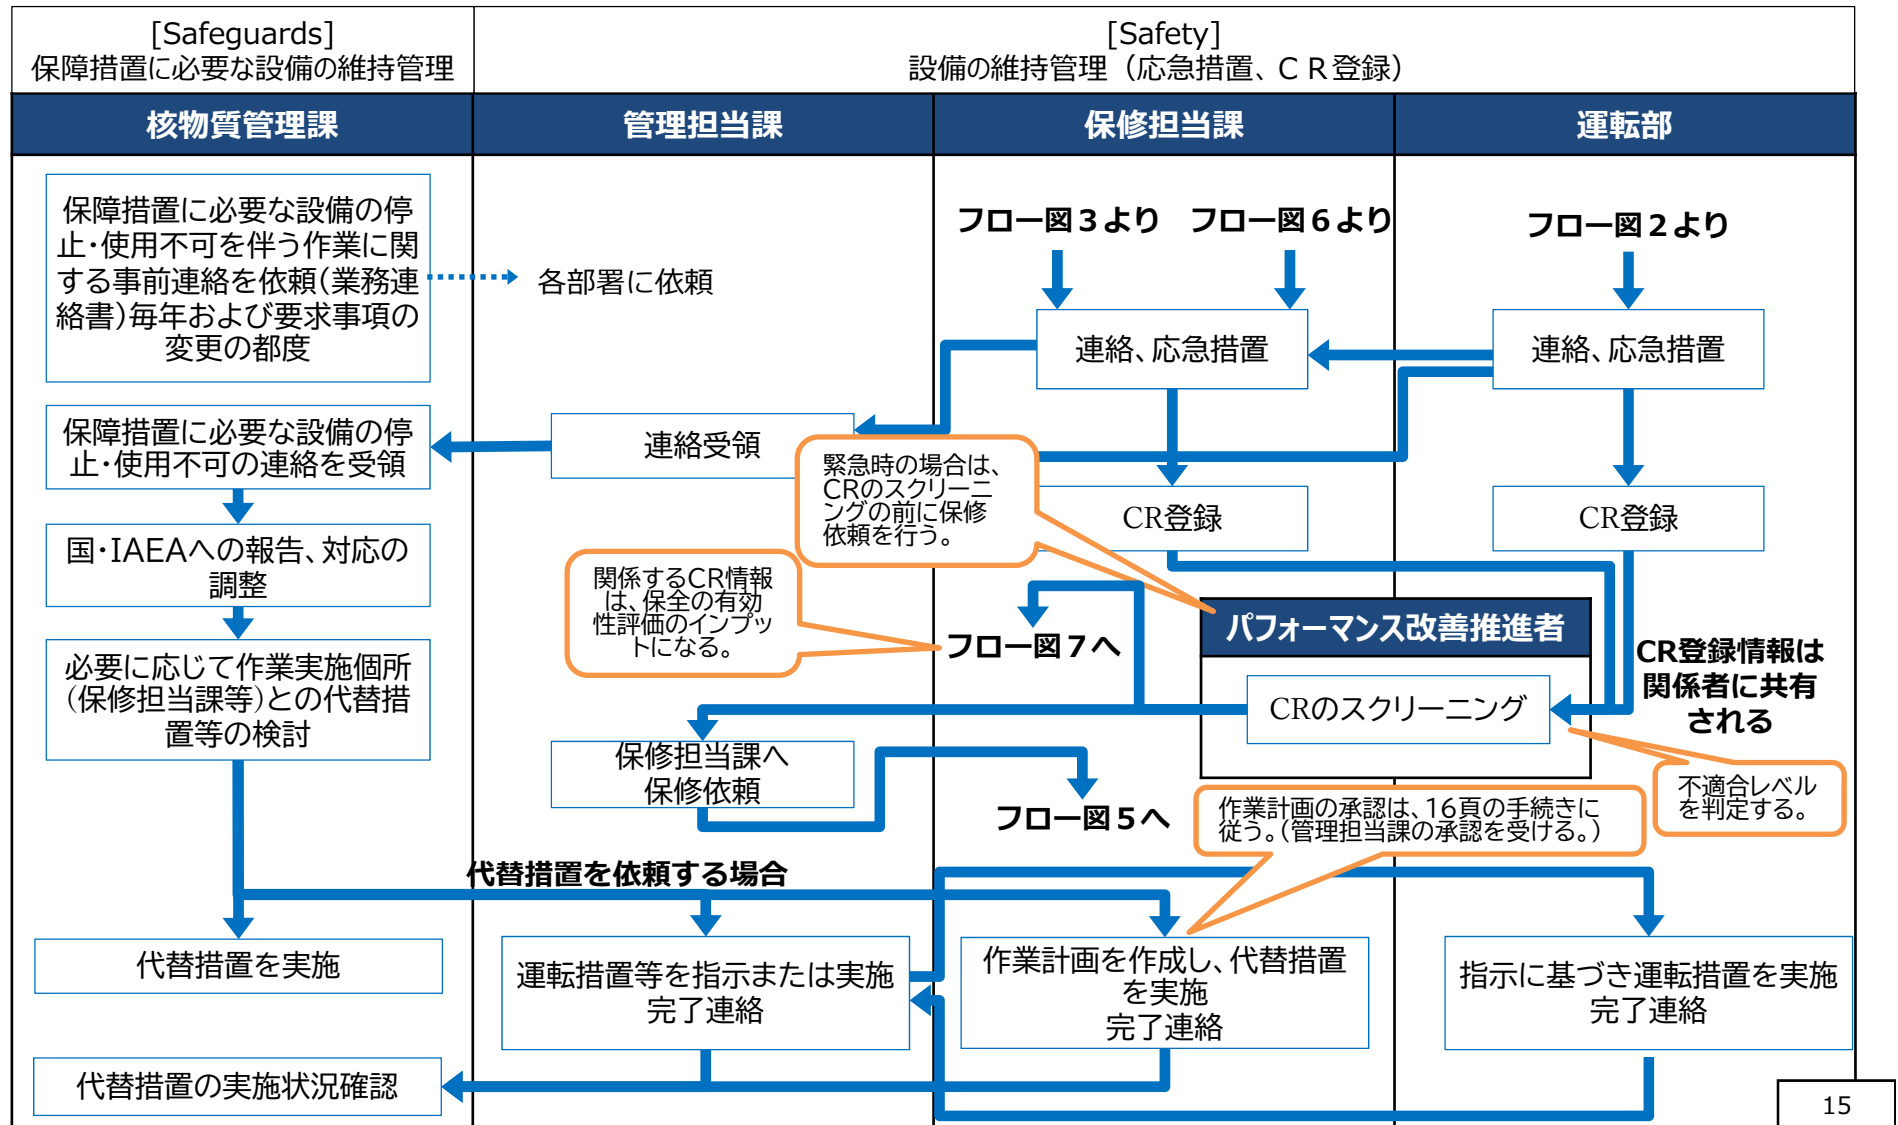 [Safeguards]
保障措置に必要な設備の維持管理
[Safety]
設備の維持管理（応急措置、ＣＲ登録）
核物質管理課
管理担当課
保修担当課
運転部
保障措置に必要な設備の停
止・使用不可を伴う作業に関
する事前連絡を依頼(業務連
絡書)毎年および要求事項の
変更の都度
各部署に依頼
フロー図３より
フロー図６より
フロー図２より
連絡、応急措置
連絡、応急措置
保障措置に必要な設備の停
止・使用不可の連絡を受領
連絡受領
緊急時の場合は、
CRのスクリーニ
ングの前に保修
依頼を行う。
CR登録
CR登録
国・IAEAへの報告、対応の
調整
関係するCR情報
は、保全の有効
性評価のインプッ
トになる。
フロー図７へ
パフォーマンス改善推進者
CRのスクリーニング
CR登録情報は
関係者に共有
される
必要に応じて作業実施個所
(保修担当課等)との代替措
置等の検討
保修担当課へ
保修依頼
フロー図５へ
不適合レベル
を判定する。
作業計画の承認は、16頁の手続きに
従う。(管理担当課の承認を受ける。)
代替措置を依頼する場合
代替措置を実施
運転措置等を指示または実施
完了連絡
作業計画を作成し、代替措置
を実施
完了連絡
指示に基づき運転措置を実施
完了連絡
代替措置の実施状況確認
15